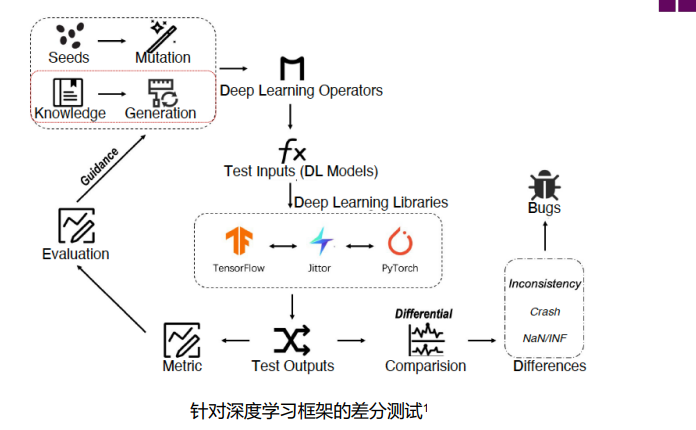 Seeds
Mutation
Knowledge
Generation
Deep Learning Operators
fx
Test Inputs (DL Models)
Deep Learning Libraries
TensorFlow
Jittor
PyTorch
Guidance
Evaluation
Metric
Test Outputs
Differential
Comparision
Bugs
Inconsistency
Crash
NaN/INF
Differences
针对深度学习框架的差分测试1